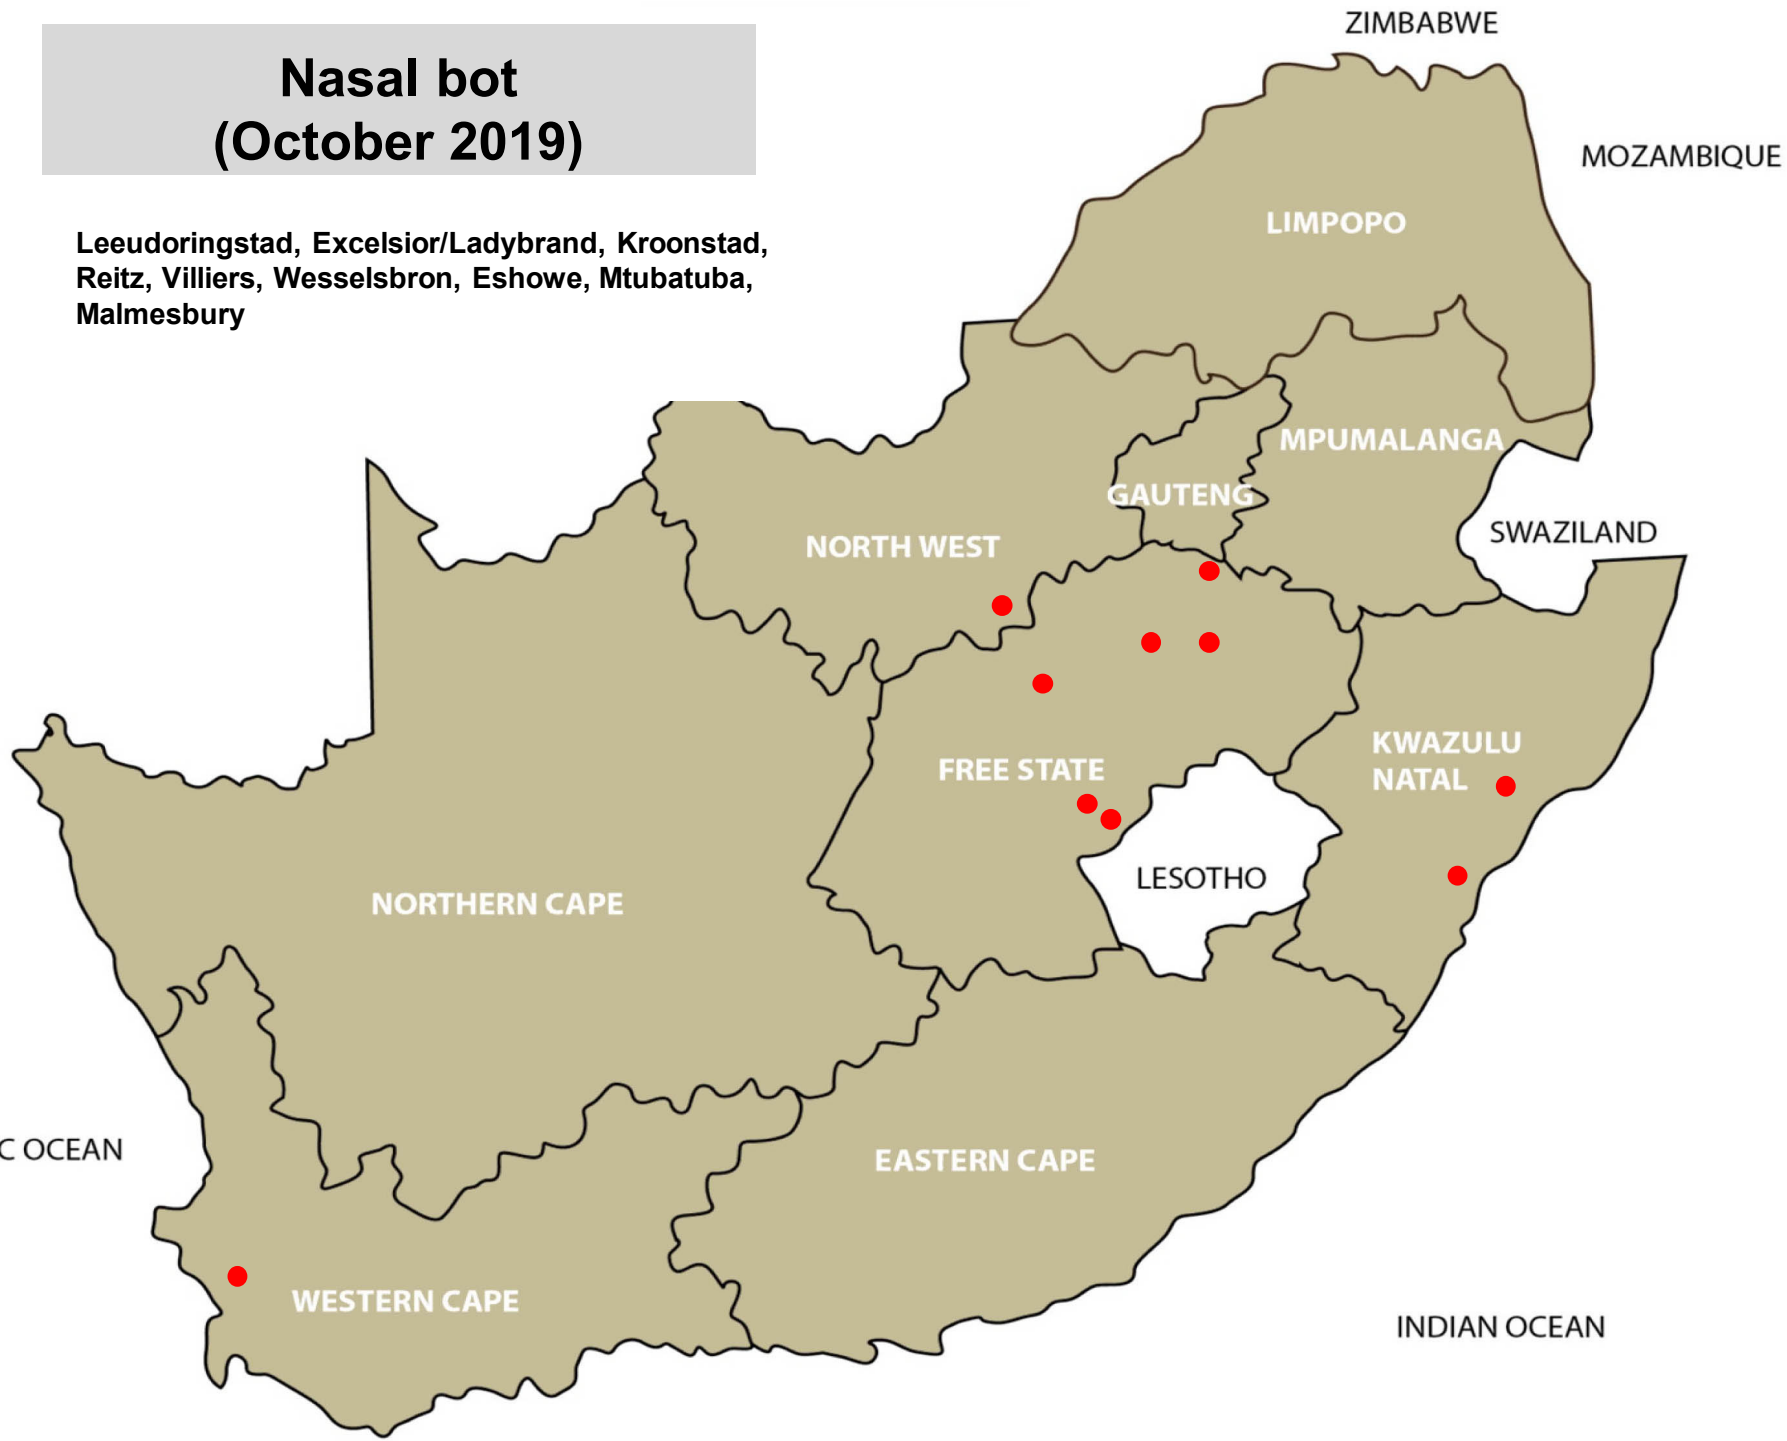 Nasal bot
(October 2019)
Leeudoringstad, Excelsior/Ladybrand, Kroonstad,
Reitz, Villiers, Wesselsbron, Eshowe, Mtubatuba,
Malmesbury
ZIMBABWE
MOZAMBIQUE
LIMPOPO
MPUMALANGA
GAUTENG
SWAZILAND
NORTH WEST
KWAZULU
NATAL
FREE STATE
LESOTHO
NORTHERN CAPE
C OCEAN
EASTERN CAPE
WESTERN CAPE
INDIAN OCEAN